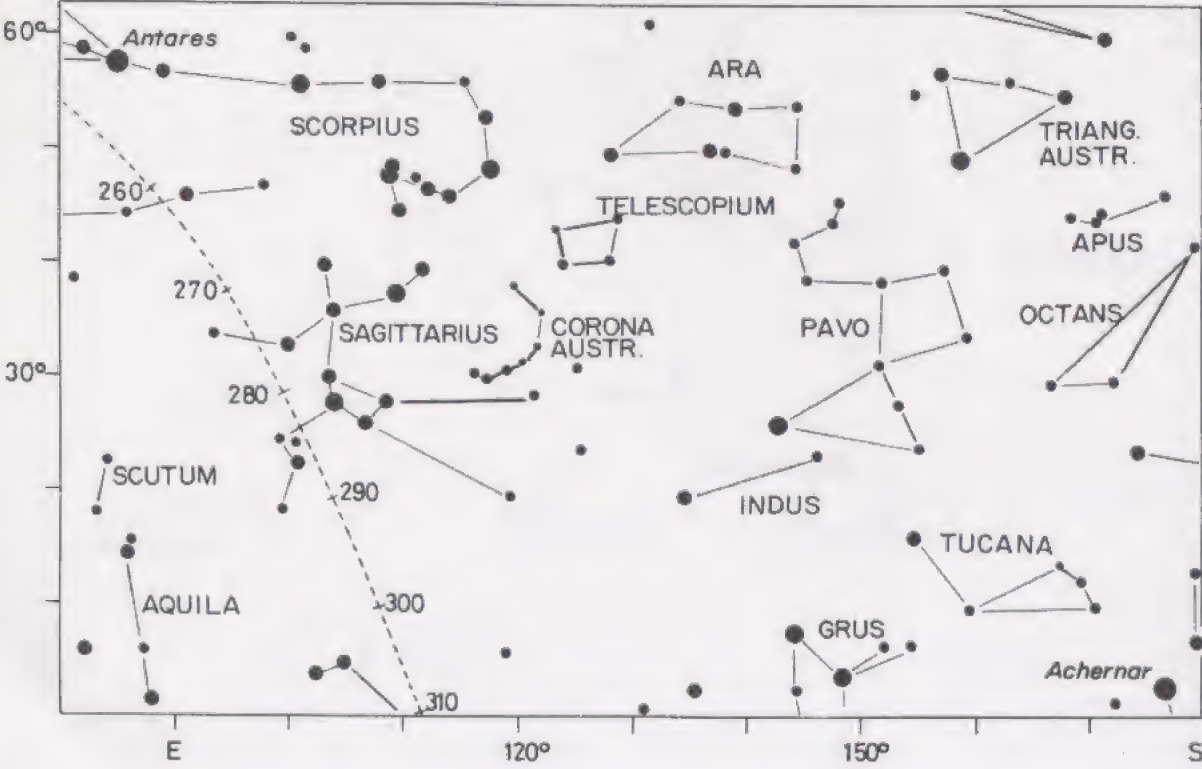 60°
Antares
ARA
SCORPIUS
TRIANG.
AUSTR.
260
TELESCOPIUM
APUS
270
SAGITTARIUS
CORONA
AUSTR.
PAVO
OCTANS
30°
280
SCUTUM
290
INDUS
TUCANA
AQUILA
300
GRUS
Achernar
310
E
120°
150°
S